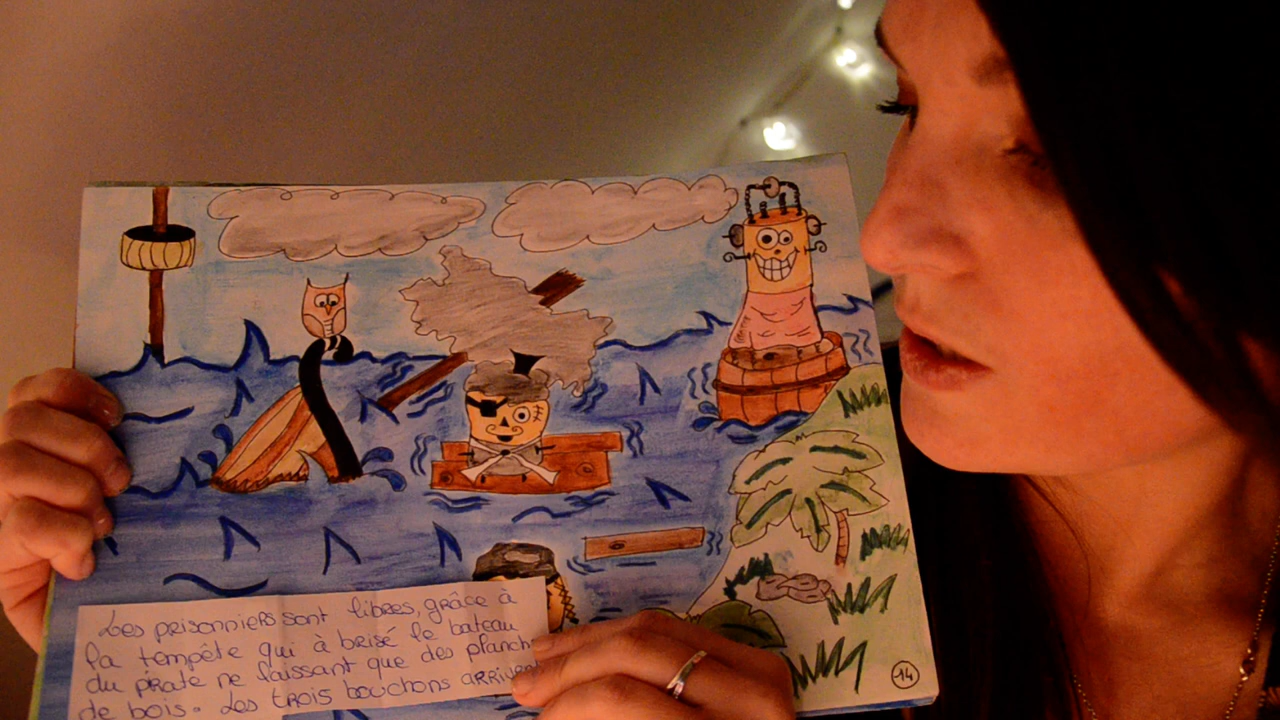 Les prisonniers sont libres, grâce à
la tempête qui à brisé le bateau
du pirate ne laissant que des planch
de bois. Les trois bouchons arrivent
14